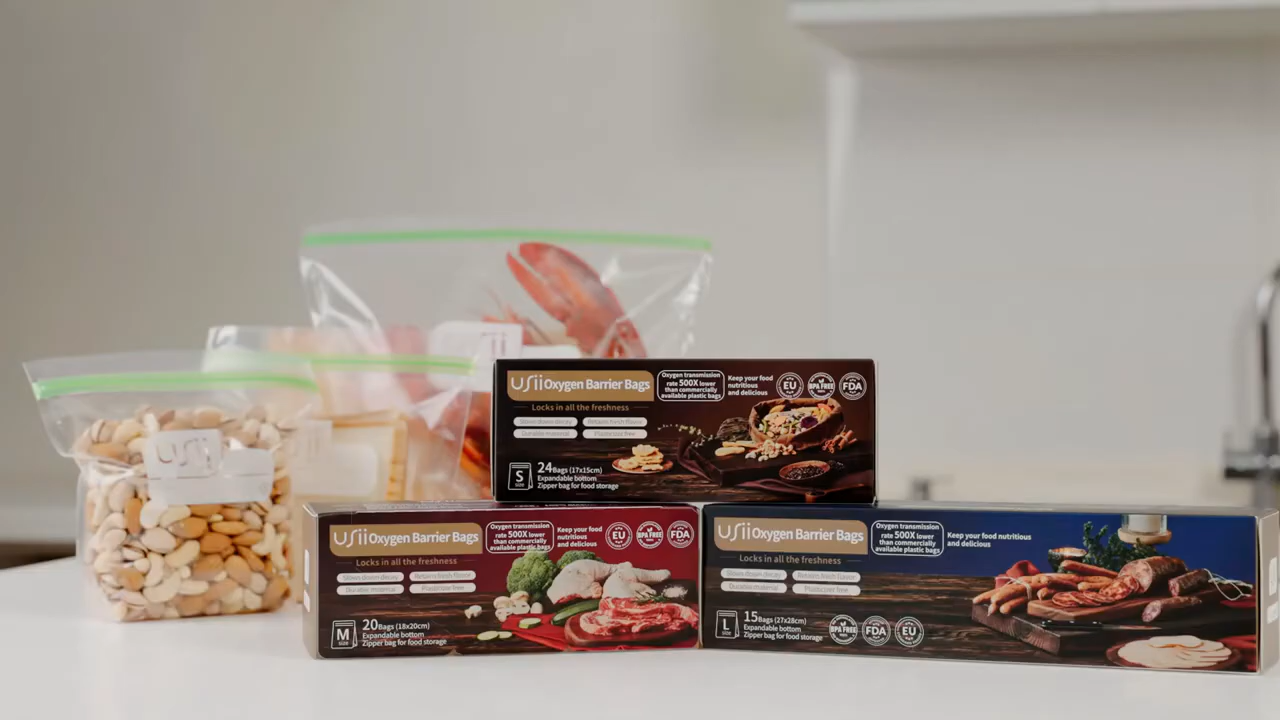 usii
usii Oxygen Barrier Bags
Locks in all the freshness
Slows down decay
Retains fresh flavor
Durable material
Plasticiser free
Oxygen transmission
rate 500X lower
than commercially
available plastic bags
Keep your food
nutritious
and delicious
EU
BPA FREE
FDA
S
SIZE
24Bags (17x15cm)
Expandable bottom
Zipper bag for food storage
usii Oxygen Barrier Bags
Locks in all the freshness
Slows down decay
Retains fresh flavor
Durable material
Plasticiser free
Oxygen transmission
rate 500X lower
than commercially
available plastic bags
Keep your food
nutritious
and delicious
EU
BPA FREE
FDA
M
SIZE
20Bags (18x20cm)
Expandable bottom
Zipper bag for food storage
usii Oxygen Barrier Bags
Locks in all the freshness
Slows down decay
Retains fresh flavor
Durable material
Plasticiser free
Oxygen transmission
rate 500X lower
than commercially
available plastic bags
Keep your food nutritious
and delicious
L
SIZE
15Bags (27x28cm)
Expandable bottom
Zipper bag for food storage
BPA FREE
FDA
EU